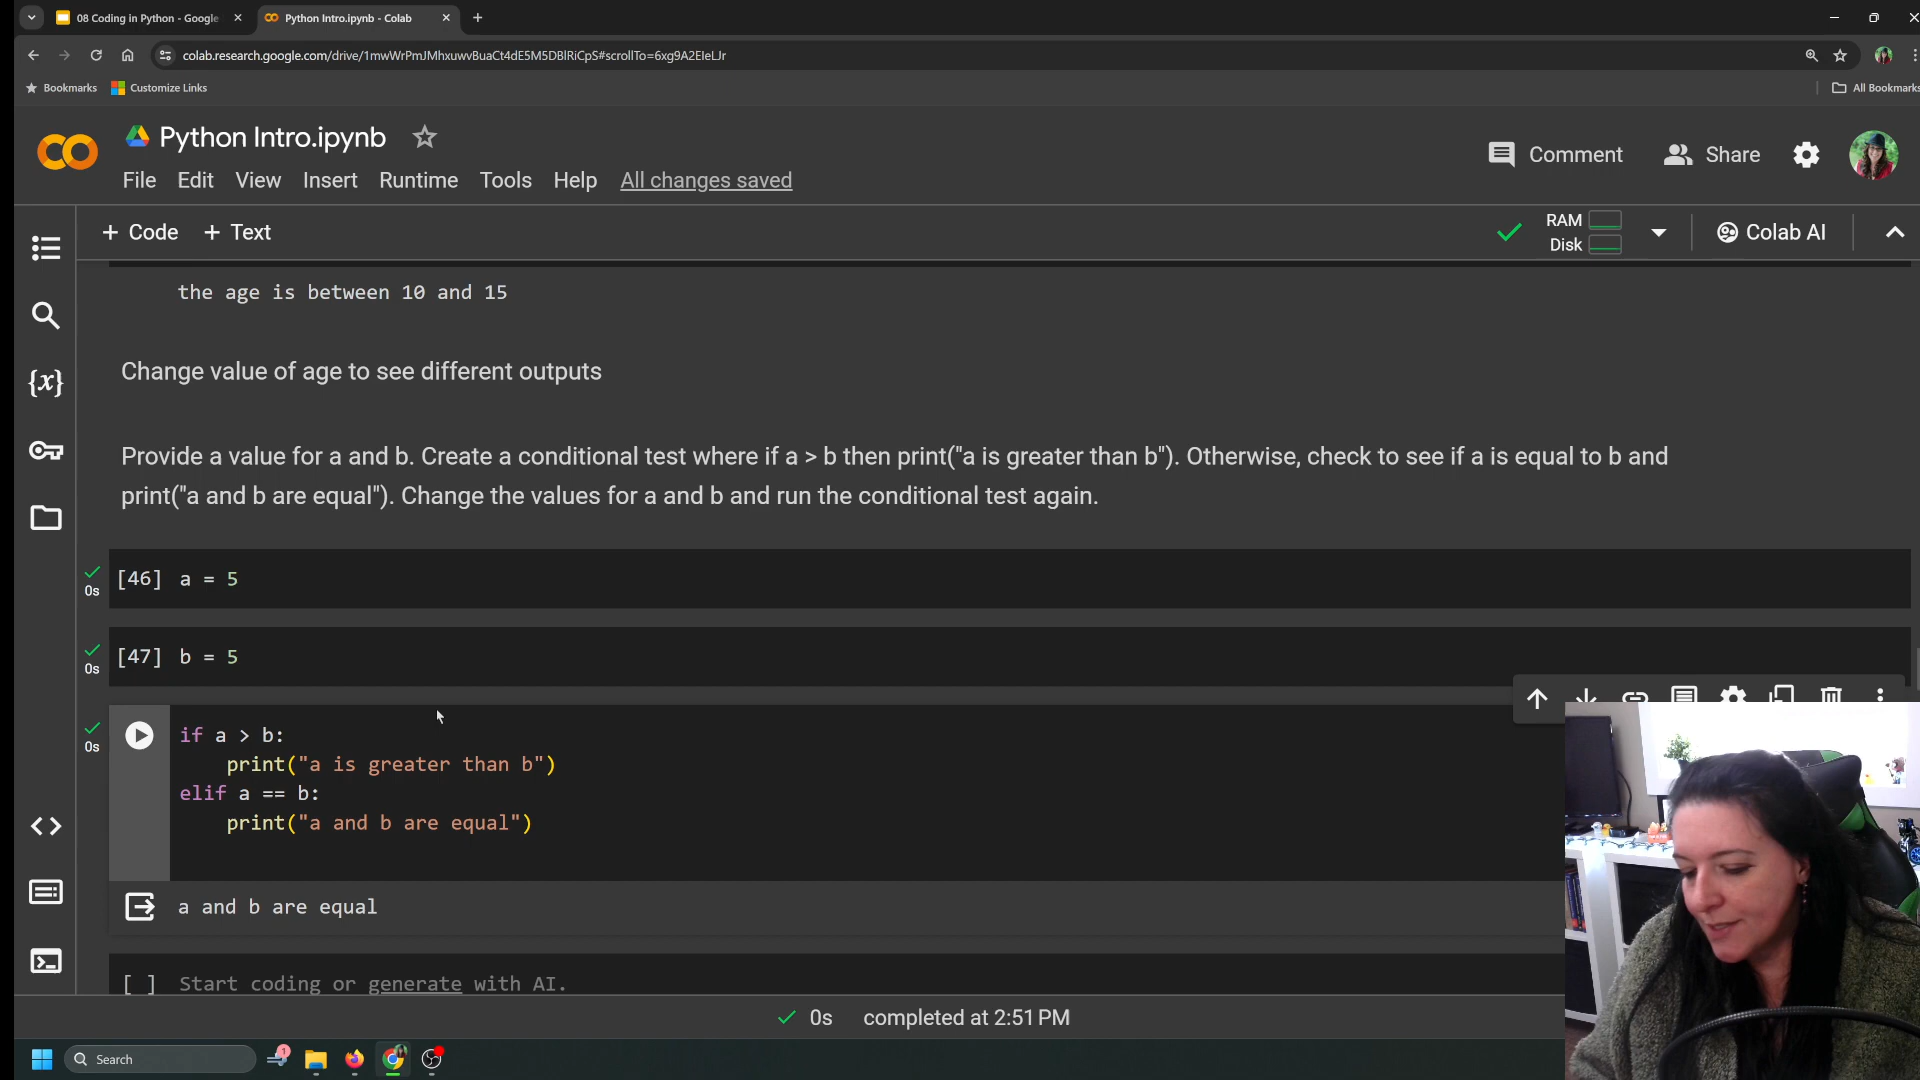 08 Coding in Python - Google
Python Intro.ipynb - Colab
colab.research.google.com/drive/1mwWrPmJMhxuwvBuaCt4dE5M5DBlRiCpS#scrollTo=6xg9A2EIeLJr
Bookmarks
Customize Links
All Bookmarks
Python Intro.ipynb
File Edit View Insert Runtime Tools Help All changes saved
Comment
Share
+ Code + Text
RAM
Disk
Colab AI
the age is between 10 and 15
Change value of age to see different outputs
Provide a value for a and b. Create a conditional test where if a > b then print("a is greater than b"). Otherwise, check to see if a is equal to b and
print("a and b are equal"). Change the values for a and b and run the conditional test again.
[46] a = 5
0s
[47] b = 5
0s
if a > b:
0s
print("a is greater than b")
elif a == b:
print("a and b are equal")
a and b are equal
[ ] Start coding or generate with AI.
0s completed at 2:51 PM
Search
1